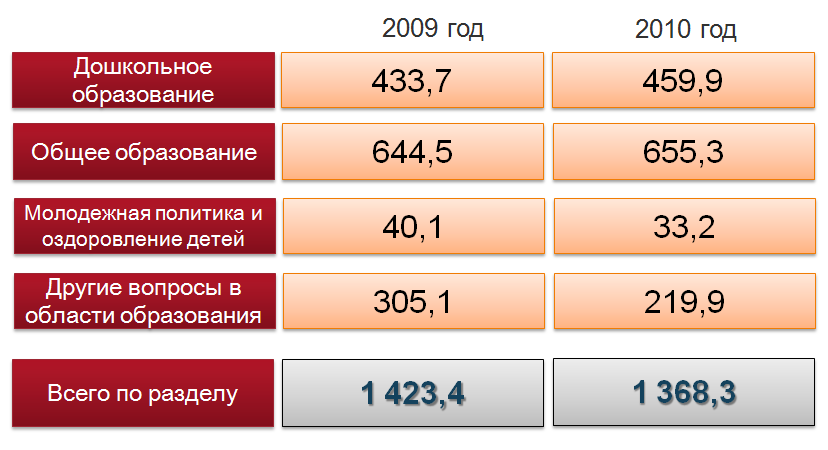 2009 год 2010 год
Дошкольное
образование 433,7 459,9
Общее образование 644,5 655,3
Молодежная политика и
оздоровление детей 40,1 33,2
Другие вопросы в
области образования 305,1 219,9
Всего по разделу 1 423,4 1 368,3